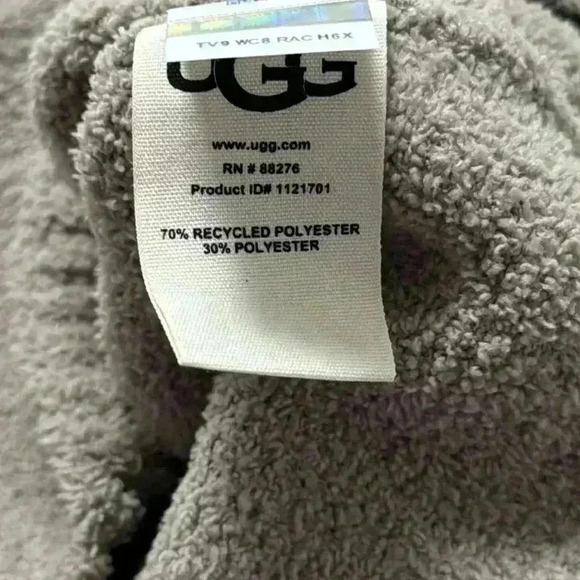 TV9 WC8 RAC H6X
UGG
www.ugg.com
RN # 88276
Product ID# 1121701
70% RECYCLED POLYESTER
30% POLYESTER